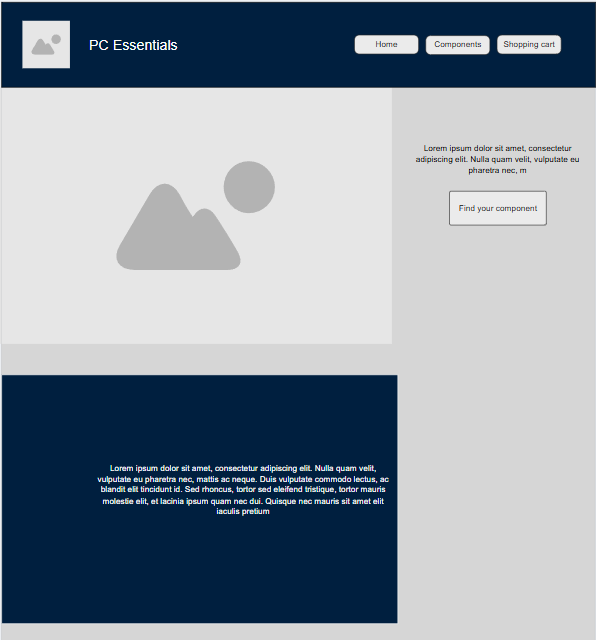 PC Essentials
Home
Components
Shopping cart
Lorem ipsum dolor sit amet, consectetur
adipiscing elit. Nulla quam velit, vulputate eu
pharetra nec, m
Find your component
Lorem ipsum dolor sit amet, consectetur adipiscing elit. Nulla quam velit,
vulputate eu pharetra nec, mattis ac neque. Duis vulputate commodo lectus, ac
blandit elit tincidunt id. Sed rhoncus, tortor sed eleifend tristique, tortor mauris
molestie elit, et lacinia ipsum quam nec dui. Quisque nec mauris sit amet elit
iaculis pretium